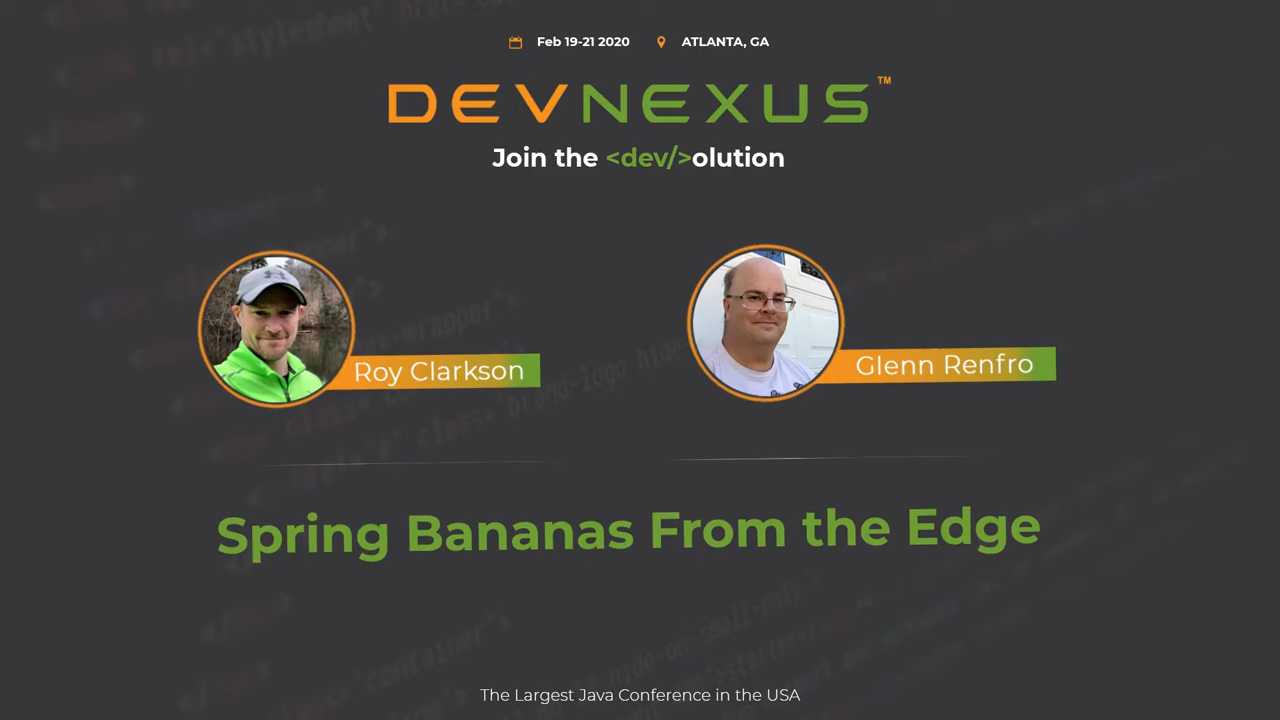 Feb 19-21 2020 ATLANTA, GA
DEVNEXUS™
Join the <dev/>olution
Roy Clarkson
Glenn Renfro
Spring Bananas From the Edge
The Largest Java Conference in the USA